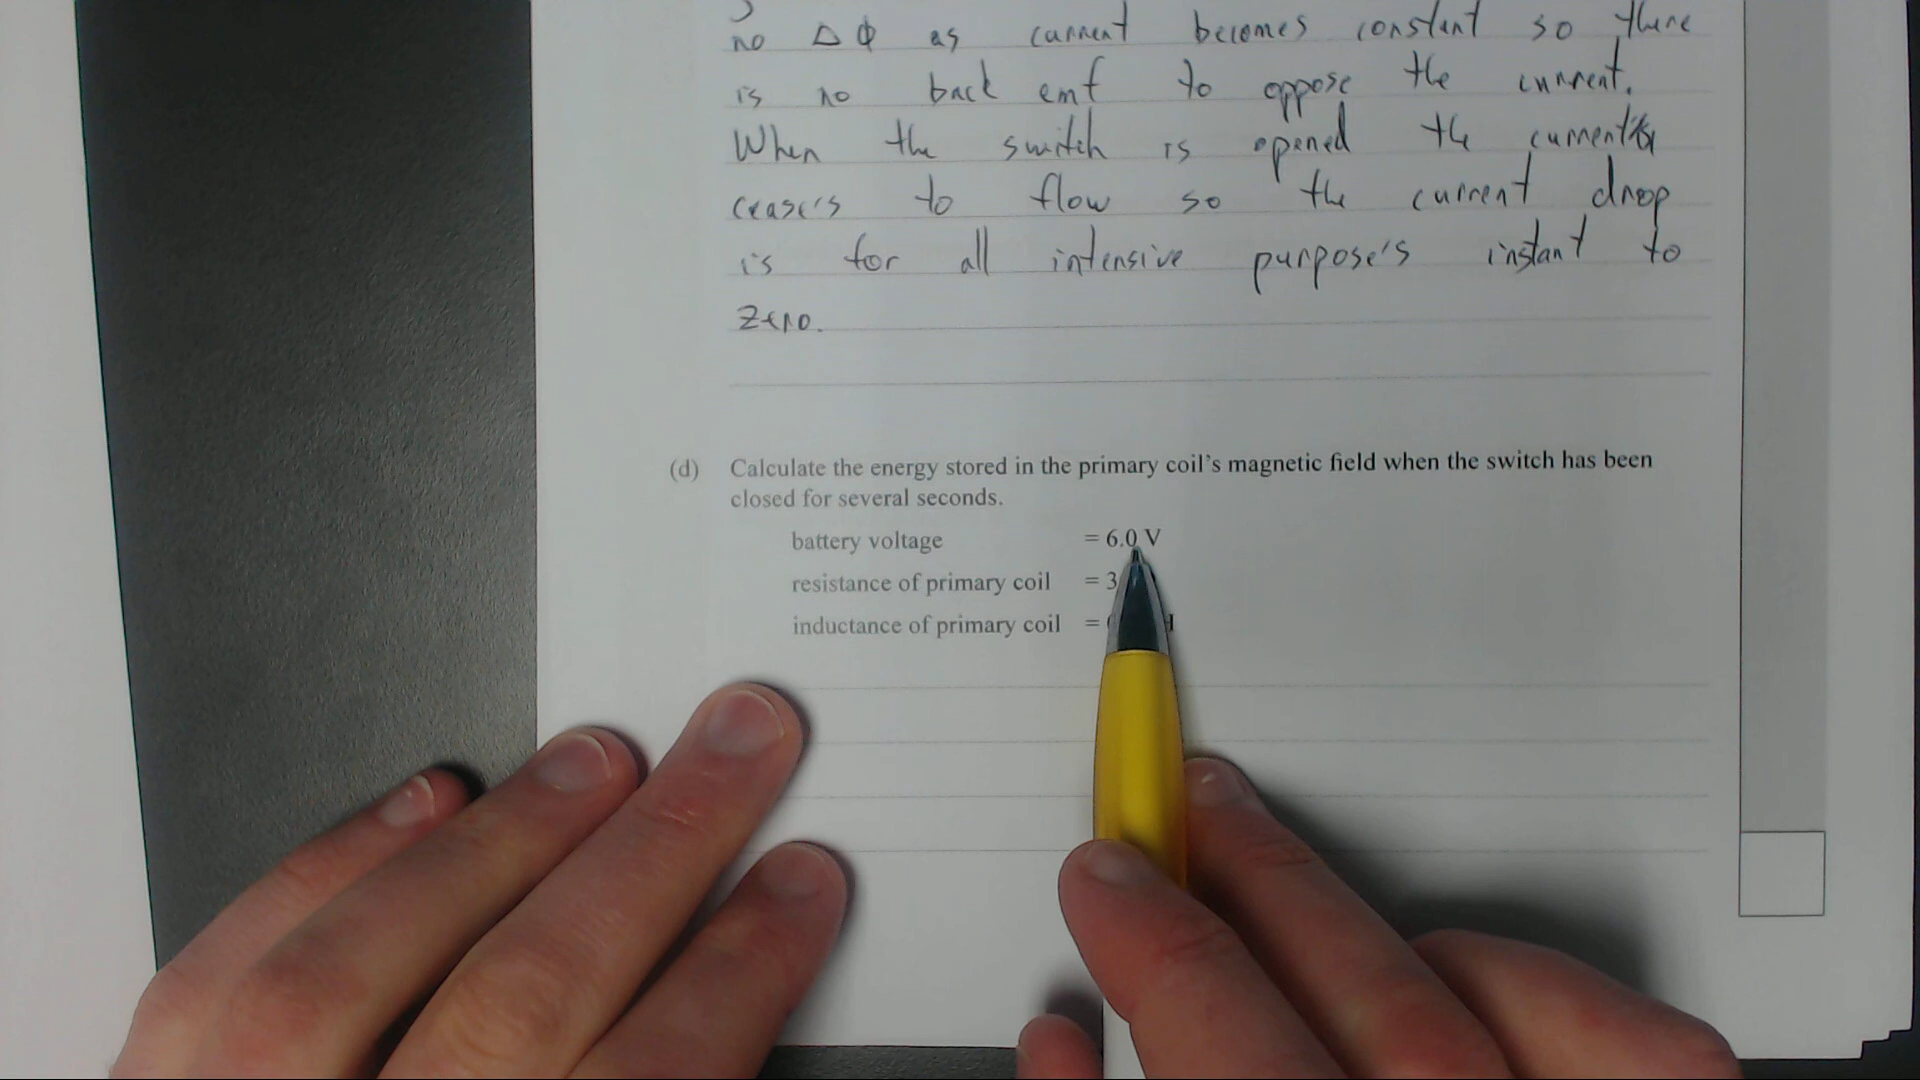 no ΔΦ as current becomes constant so there
is no back emf to oppose the current.
When the switch is opened the current
cease's to flow so the current drop
is for all intensive purpose's instant to
zero.
(d) Calculate the energy stored in the primary coil's magnetic field when the switch has been
closed for several seconds.
battery voltage = 6.0 V
resistance of primary coil = 3
inductance of primary coil =